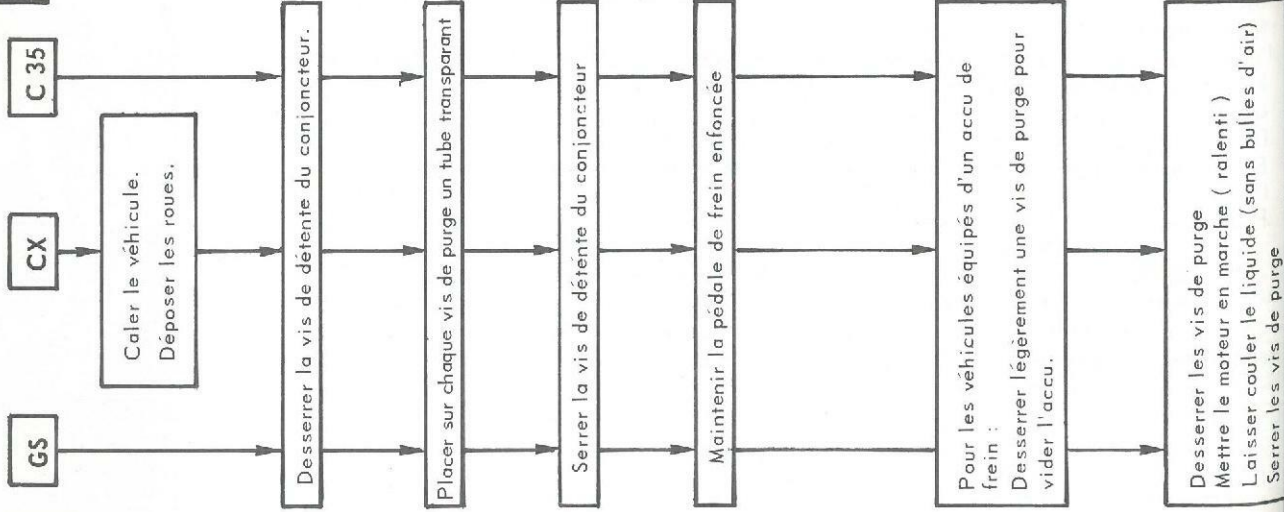 GS
CX
C 35
Caler le véhicule.
Déposer les roues.
Desserrer la vis de détente du conjoncteur.
Placer sur chaque vis de purge un tube transparant
Serrer la vis de détente du conjoncteur
Maintenir la pédale de frein enfoncée
Pour les véhicules équipés d'un accu de
frein :
Desserrer légèrement une vis de purge pour
vider l'accu.
Desserrer les vis de purge
Mettre le moteur en marche ( ralenti )
Laisser couler le liquide (sans bulles d'air)
Serrer les vis de purge